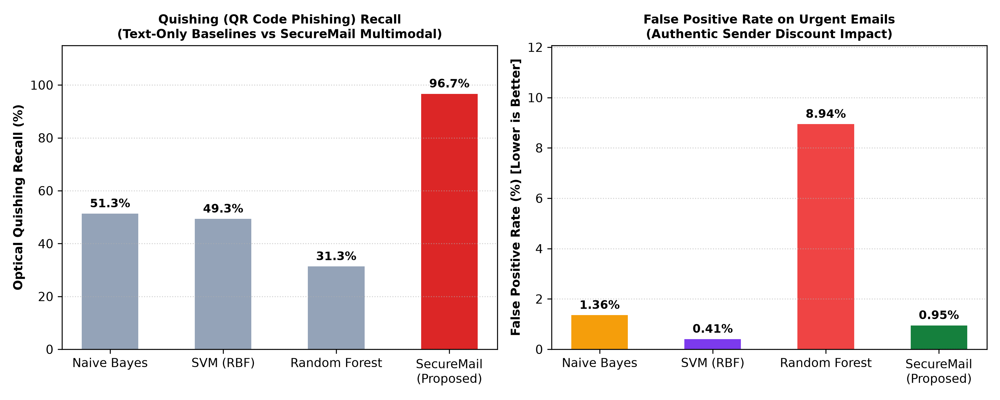 Quishing (QR Code Phishing) Recall
(Text-Only Baselines vs SecureMail Multimodal)
Optical Quishing Recall (%)
100
80
60
40
20
0
51.3%
49.3%
31.3%
96.7%
Naive Bayes
SVM (RBF)
Random Forest
SecureMail
(Proposed)
False Positive Rate on Urgent Emails
(Authentic Sender Discount Impact)
False Positive Rate (%) [Lower is Better]
12
10
8
6
4
2
0
1.36%
0.41%
8.94%
0.95%
Naive Bayes
SVM (RBF)
Random Forest
SecureMail
(Proposed)